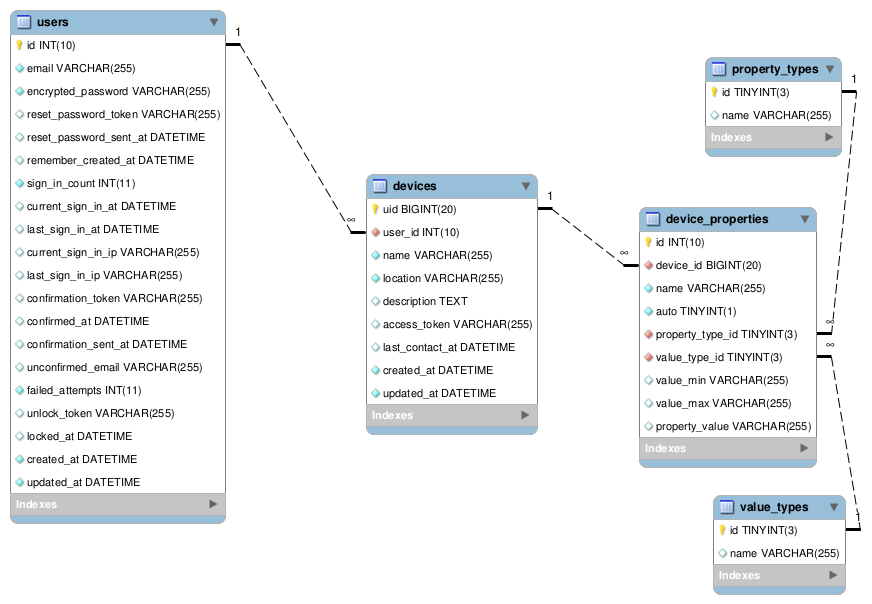 users
id INT(10)
email VARCHAR(255)
encrypted_password VARCHAR(255)
reset_password_token VARCHAR(255)
reset_password_sent_at DATETIME
remember_created_at DATETIME
sign_in_count INT(11)
current_sign_in_at DATETIME
last_sign_in_at DATETIME
current_sign_in_ip VARCHAR(255)
last_sign_in_ip VARCHAR(255)
confirmation_token VARCHAR(255)
confirmed_at DATETIME
confirmation_sent_at DATETIME
unconfirmed_email VARCHAR(255)
failed_attempts INT(11)
unlock_token VARCHAR(255)
locked_at DATETIME
created_at DATETIME
updated_at DATETIME
Indexes
1
∞
devices
uid BIGINT(20)
user_id INT(10)
name VARCHAR(255)
location VARCHAR(255)
description TEXT
access_token VARCHAR(255)
last_contact_at DATETIME
created_at DATETIME
updated_at DATETIME
Indexes
1
∞
property_types
id TINYINT(3)
name VARCHAR(255)
Indexes
1
device_properties
id INT(10)
device_id BIGINT(20)
name VARCHAR(255)
auto TINYINT(1)
property_type_id TINYINT(3)
value_type_id TINYINT(3)
value_min VARCHAR(255)
value_max VARCHAR(255)
property_value VARCHAR(255)
Indexes
∞
∞
value_types
id TINYINT(3)
name VARCHAR(255)
Indexes
1